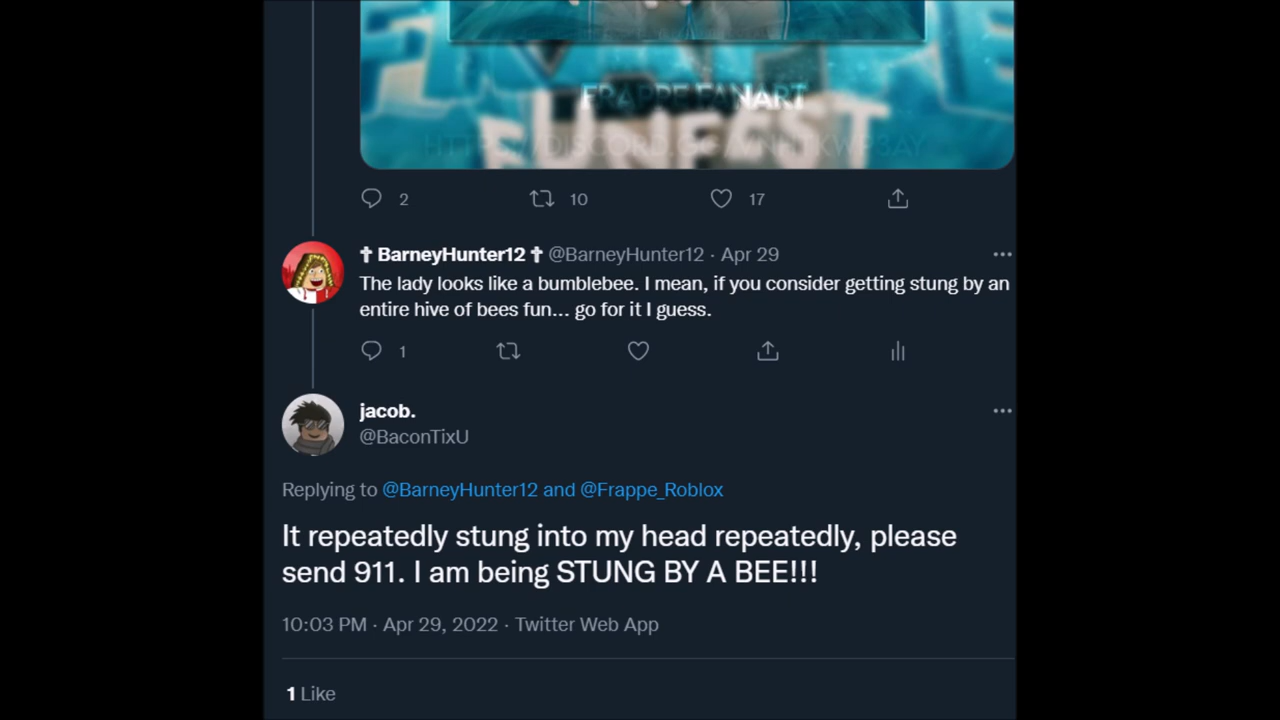 FRAPPE FANART
FUNFEST
2
10
17
✝ BarneyHunter12 ✝ @BarneyHunter12 · Apr 29
The lady looks like a bumblebee. I mean, if you consider getting stung by an
entire hive of bees fun... go for it I guess.
1
jacob.
@BaconTixU
Replying to @BarneyHunter12 and @Frappe_Roblox
It repeatedly stung into my head repeatedly, please
send 911. I am being STUNG BY A BEE!!!
10:03 PM · Apr 29, 2022 · Twitter Web App
1 Like